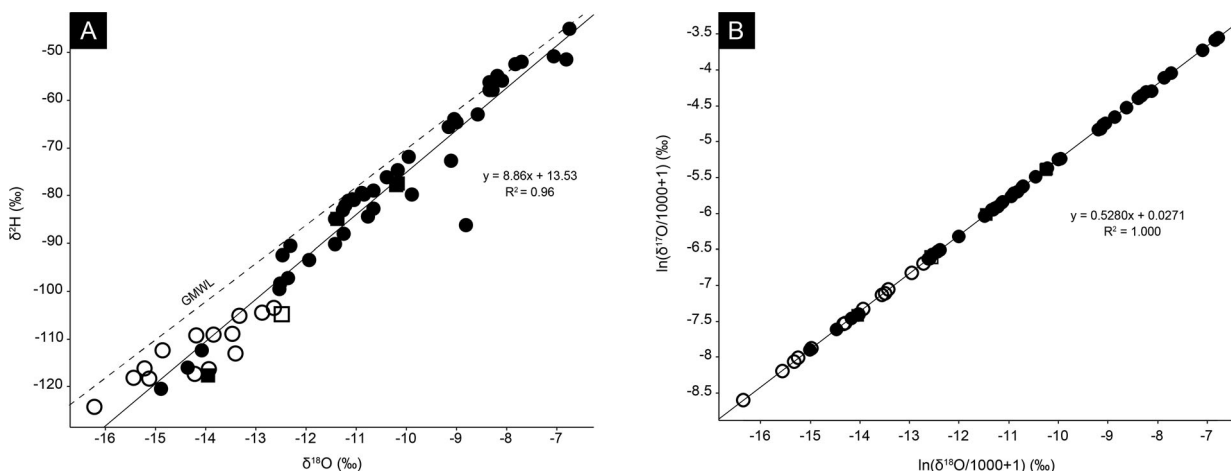 A
-50
-60
-70
-80
-90
-100
-110
-120
δ²H (‰)
GMWL
y = 8.86x + 13.53
R² = 0.96
-16 -15 -14 -13 -12 -11 -10 -9 -8 -7
δ¹⁸O (‰)
B
-3.5
-4
-4.5
-5
-5.5
-6
-6.5
-7
-7.5
-8
-8.5
ln(δ¹⁷O/1000+1) (‰)
y = 0.5280x + 0.0271
R² = 1.000
-16 -15 -14 -13 -12 -11 -10 -9 -8 -7
ln(δ¹⁸O/1000+1) (‰)